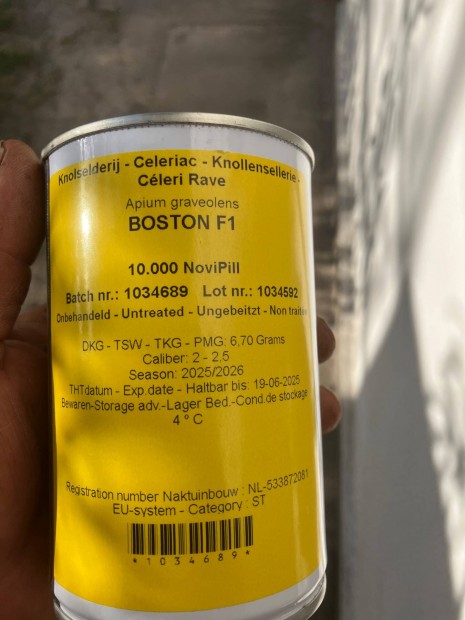 Knolselderij - Celeriac - Knollensellerie -
Céleri Rave
Apium graveolens
BOSTON F1
10.000 NoviPill
Batch nr.: 1034689 Lot nr.: 1034592
Onbehandeld - Untreated - Ungebeitzt - Non traiten
DKG - TSW - TKG - PMG: 6,70 Grams
Caliber: 2 - 2,5
Season: 2025/2026
THTdatum - Exp.date - Haltbar bis: 19-06-2025
Bewaren-Storage adv.-Lager Bed.-Cond.de stockage
4 ° C
Registration number Naktuinbouw : NL-533872081
EU-system - Category : ST
*1034689*